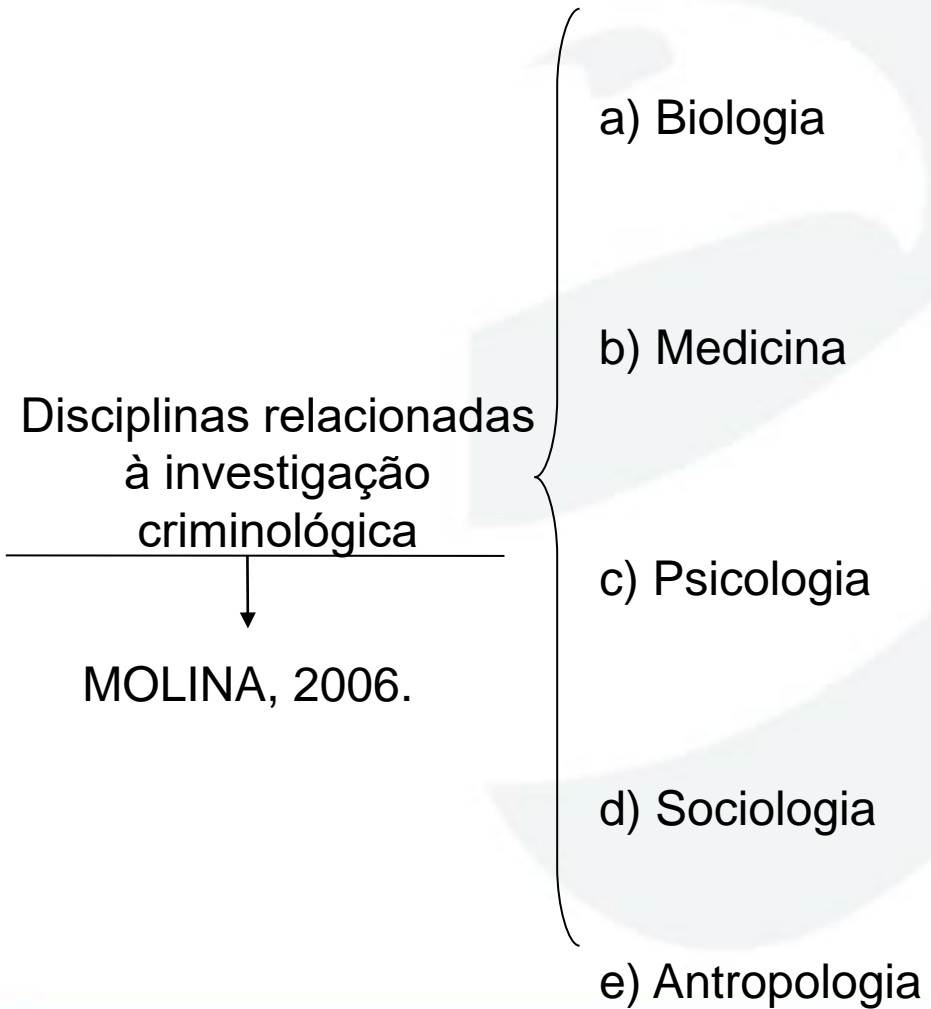 Disciplinas relacionadas
à investigação
criminológica
MOLINA, 2006.
a) Biologia
b) Medicina
c) Psicologia
d) Sociologia
e) Antropologia